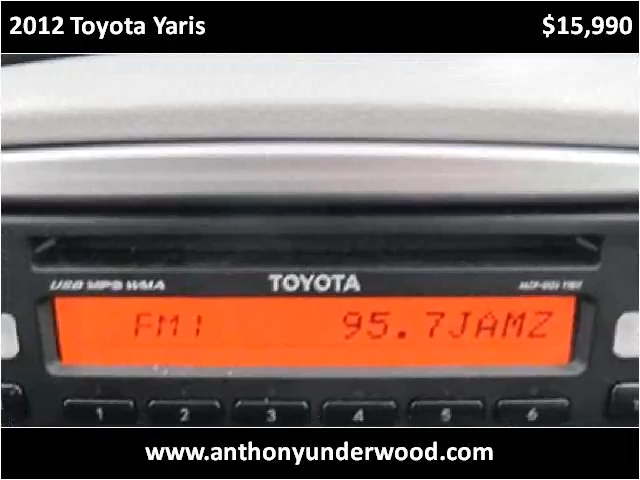 2012 Toyota Yaris $15,990
USB MP3 WMA TOYOTA
FM1 95.7JAMZ
1 2 3 4 5 6
www.anthonyunderwood.com